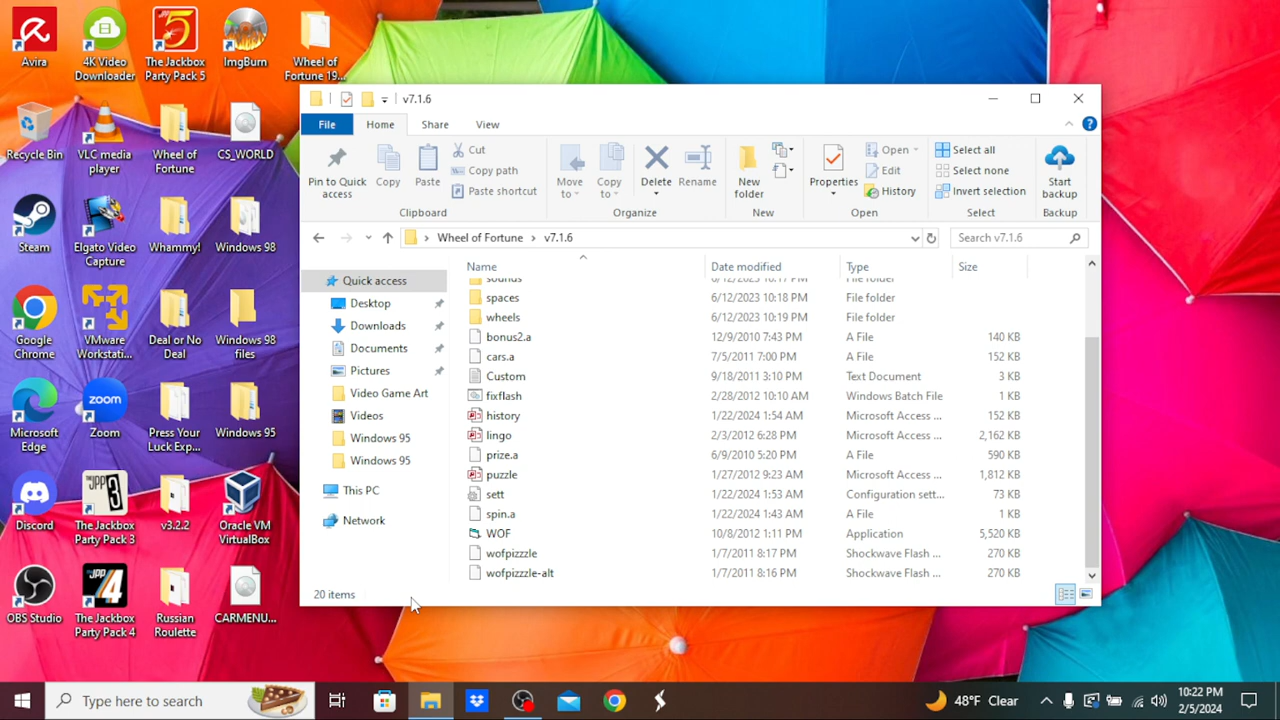 Avira
4K Video
Downloader
The Jackbox
Party Pack 5
ImgBurn
Wheel of
Fortune 19...
Recycle Bin
VLC media
player
Wheel of
Fortune
CS_WORLD
Steam
Elgato Video
Capture
Whammy!
Windows 98
Google
Chrome
VMware
Workstati...
Deal or No
Deal
Windows 98
files
Microsoft
Edge
zoom
Zoom
Press Your
Luck Exp...
Windows 95
Discord
The Jackbox
Party Pack 3
v3.2.2
Oracle VM
VirtualBox
OBS Studio
The Jackbox
Party Pack 4
Russian
Roulette
CARMENU...
v7.1.6
File Home Share View
Pin to Quick
access
Copy
Paste
Cut
Copy path
Paste shortcut
Clipboard
Move
to
Copy
to
Delete
Rename
Organize
New
folder
New
Properties
Open
Edit
History
Open
Select all
Select none
Invert selection
Select
Start
backup
Backup
Wheel of Fortune > v7.1.6
Search v7.1.6
Quick access
Desktop
Downloads
Documents
Pictures
Video Game Art
Videos
Windows 95
Windows 95
This PC
Network
Name Date modified Type Size
sounds 6/12/2023 10:17 PM File folder
spaces 6/12/2023 10:18 PM File folder
wheels 6/12/2023 10:19 PM File folder
bonus2.a 12/9/2010 7:43 PM A File 140 KB
cars.a 7/5/2011 7:00 PM A File 152 KB
Custom 9/18/2011 3:10 PM Text Document 3 KB
fixflash 2/28/2012 10:10 AM Windows Batch File 1 KB
history 1/22/2024 1:54 AM Microsoft Access ... 152 KB
lingo 2/3/2012 6:28 PM Microsoft Access ... 2,162 KB
prize.a 6/9/2010 5:20 PM A File 590 KB
puzzle 1/27/2012 9:23 AM Microsoft Access ... 1,812 KB
sett 1/22/2024 1:53 AM Configuration sett... 73 KB
spin.a 1/22/2024 1:43 AM A File 1 KB
WOF 10/8/2012 1:11 PM Application 5,520 KB
wofpizzzle 1/7/2011 8:17 PM Shockwave Flash ... 270 KB
wofpizzzle-alt 1/7/2011 8:16 PM Shockwave Flash ... 270 KB
20 items
Type here to search
48°F Clear
10:22 PM
2/5/2024